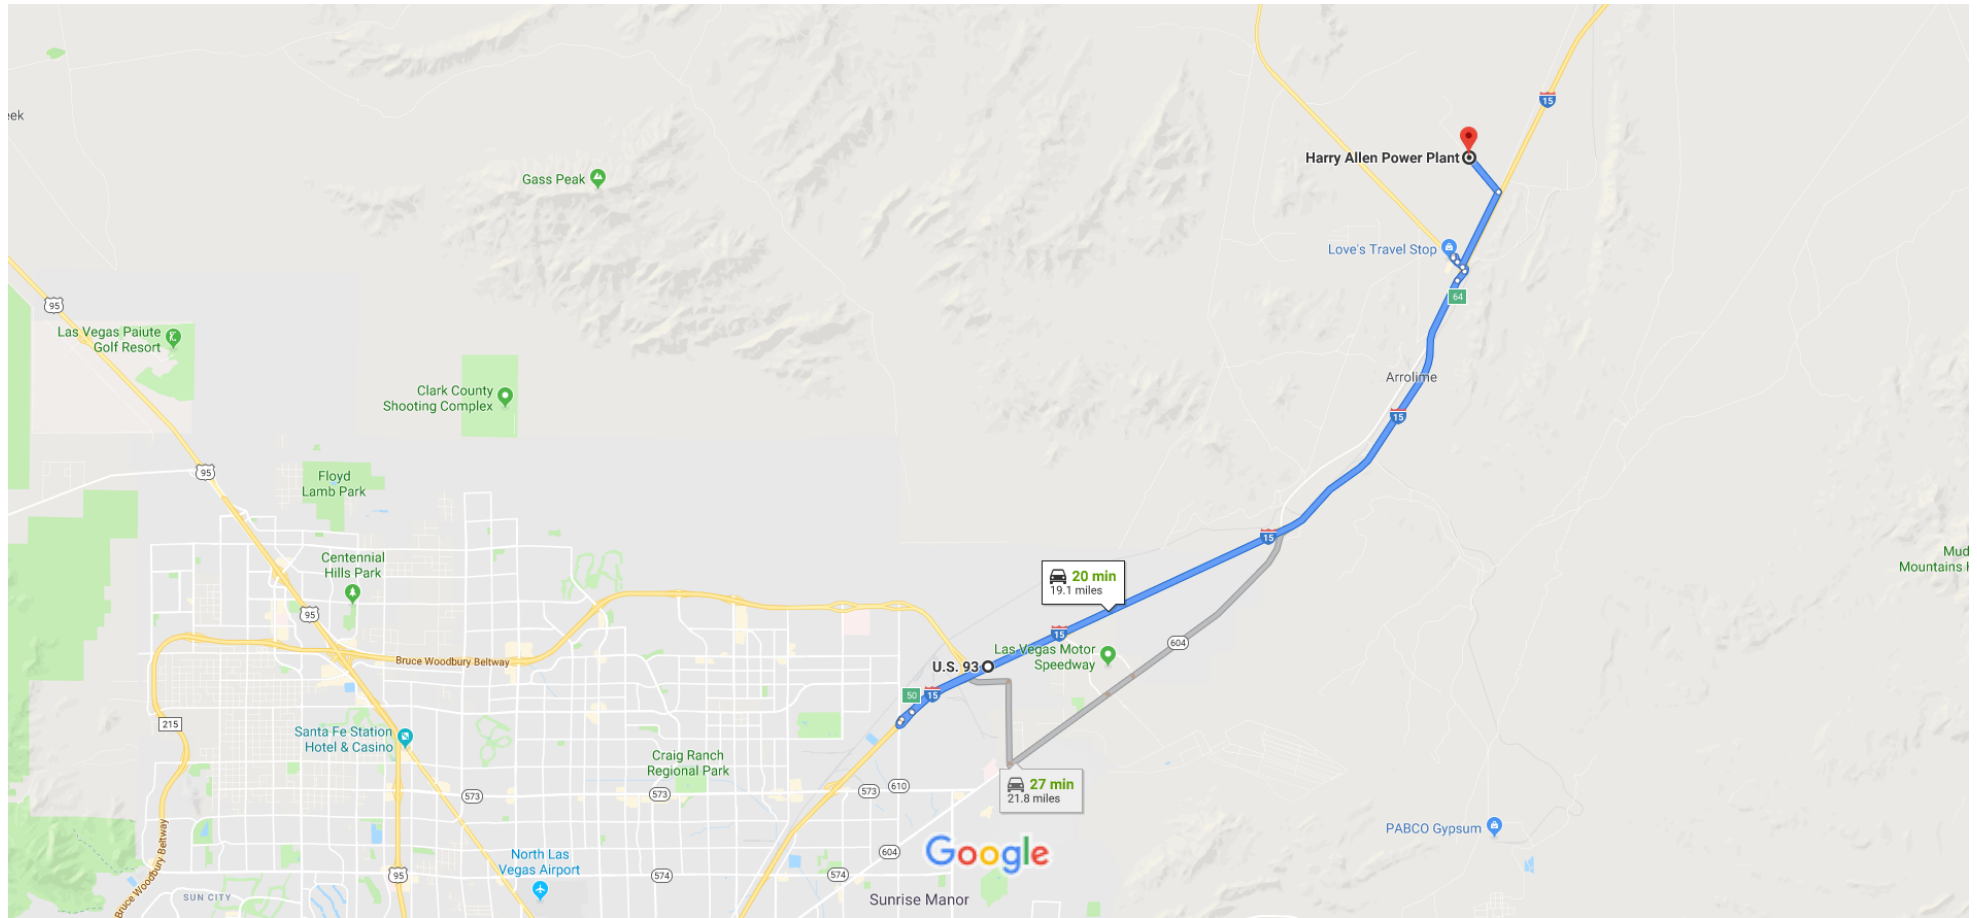 15
eek
Harry Allen Power Plant
Gass Peak
Love's Travel Stop
64
95
Las Vegas Paiute
Golf Resort
Arrolime
Clark County
Shooting Complex
15
95
Floyd
Lamb Park
15
Mud
Mountains H
Centennial
Hills Park
20 min
19.1 miles
95
15
604
Las Vegas Motor
Speedway
Bruce Woodbury Beltway
U.S. 93
50
15
215
Santa Fe Station
Hotel & Casino
Craig Ranch
Regional Park
27 min
21.8 miles
573
573
573
610
PABCO Gypsum
Google
604
North Las
Vegas Airport
95
574
574
Bruce Woodbury Beltway
SUN CITY
Sunrise Manor